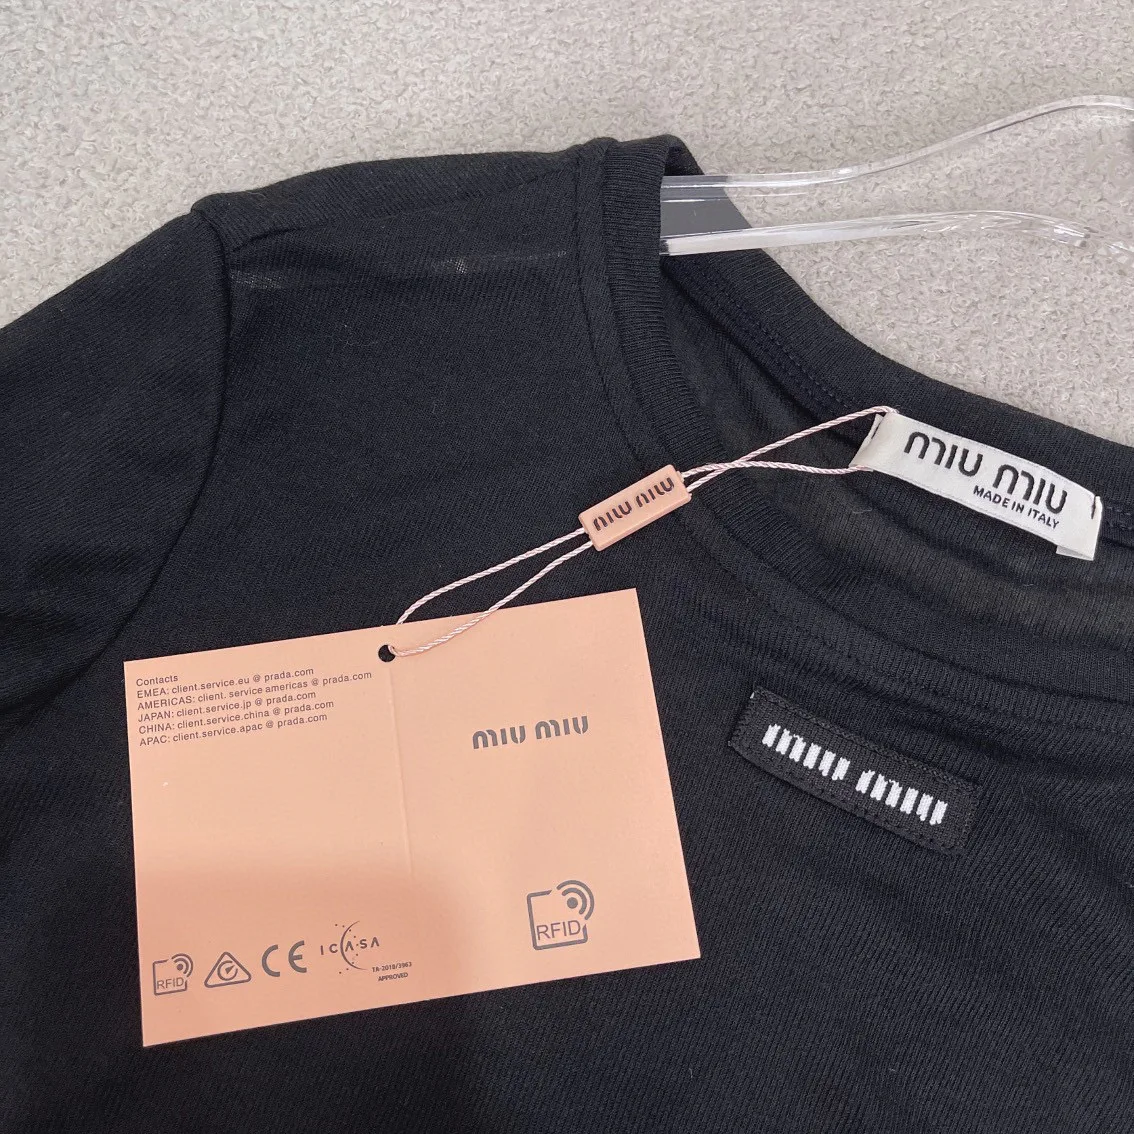 MIU MIU
MADE IN ITALY
MIU MIU
Contacts
EMEA: client.service.eu @ prada.com
AMERICAS: client. service americas @ prada.com
JAPAN: client.service.jp @ prada.com
CHINA: client.service.china @ prada.com
APAC: client.service.apac @ prada.com
MIU MIU
MIU MIU
RFID
CE
ICASA
TA-2018/3963
APPROVED
RFID